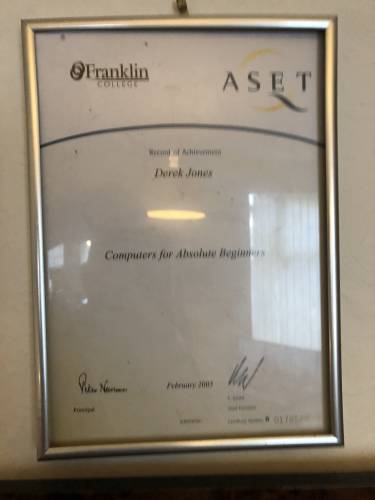 Franklin
COLLEGE
ASET
Record of Achievement
Derek Jones
Computers for Absolute Beginners
February 2003
Principal